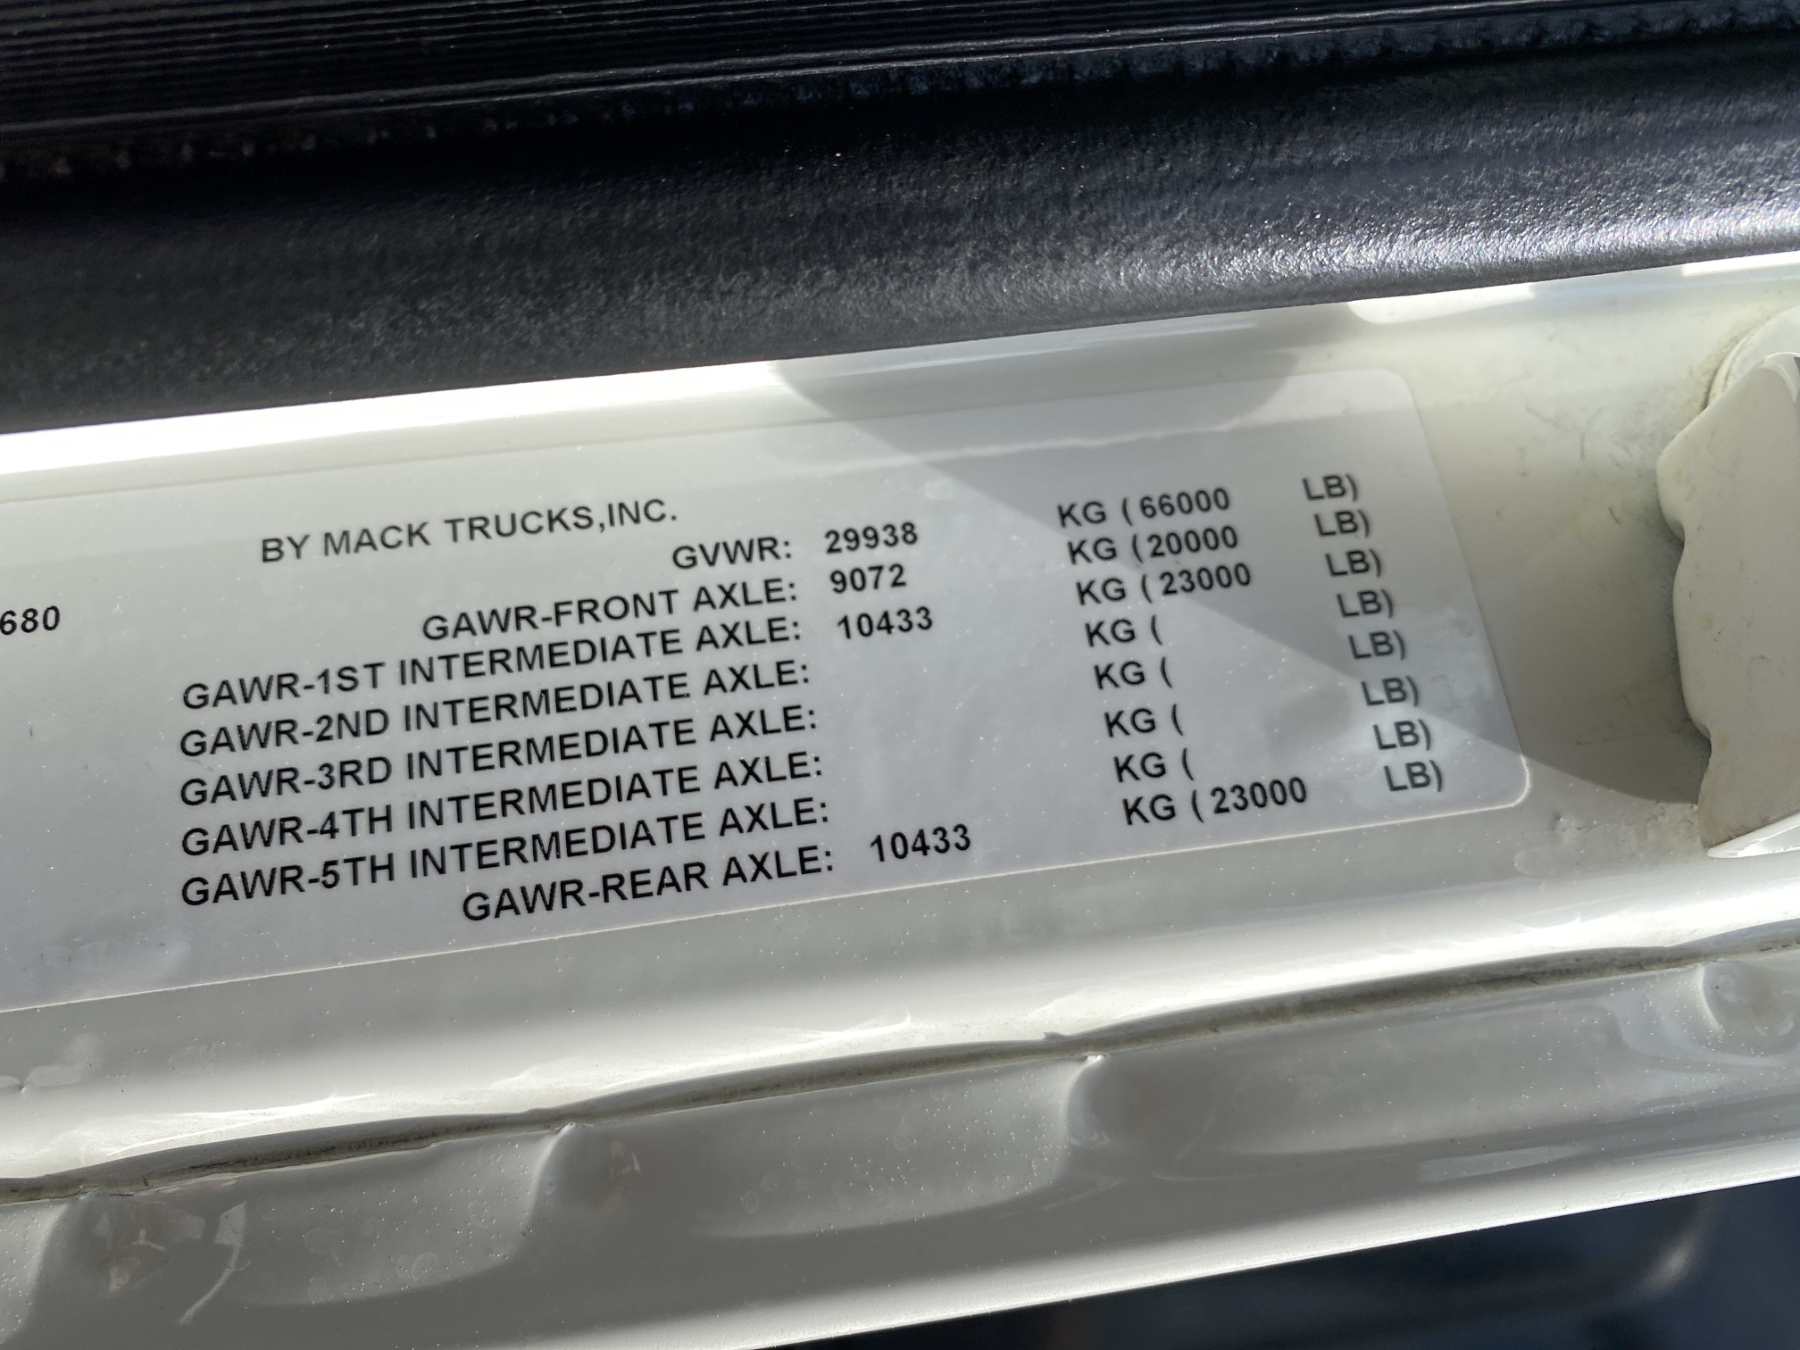 BY MACK TRUCKS,INC.
GVWR: 29938 KG (66000 LB)
680
GAWR-FRONT AXLE: 9072 KG (20000 LB)
GAWR-1ST INTERMEDIATE AXLE: 10433 KG (23000 LB)
GAWR-2ND INTERMEDIATE AXLE: KG ( LB)
GAWR-3RD INTERMEDIATE AXLE: KG ( LB)
GAWR-4TH INTERMEDIATE AXLE: KG ( LB)
GAWR-5TH INTERMEDIATE AXLE: KG ( LB)
GAWR-REAR AXLE: 10433 KG (23000 LB)